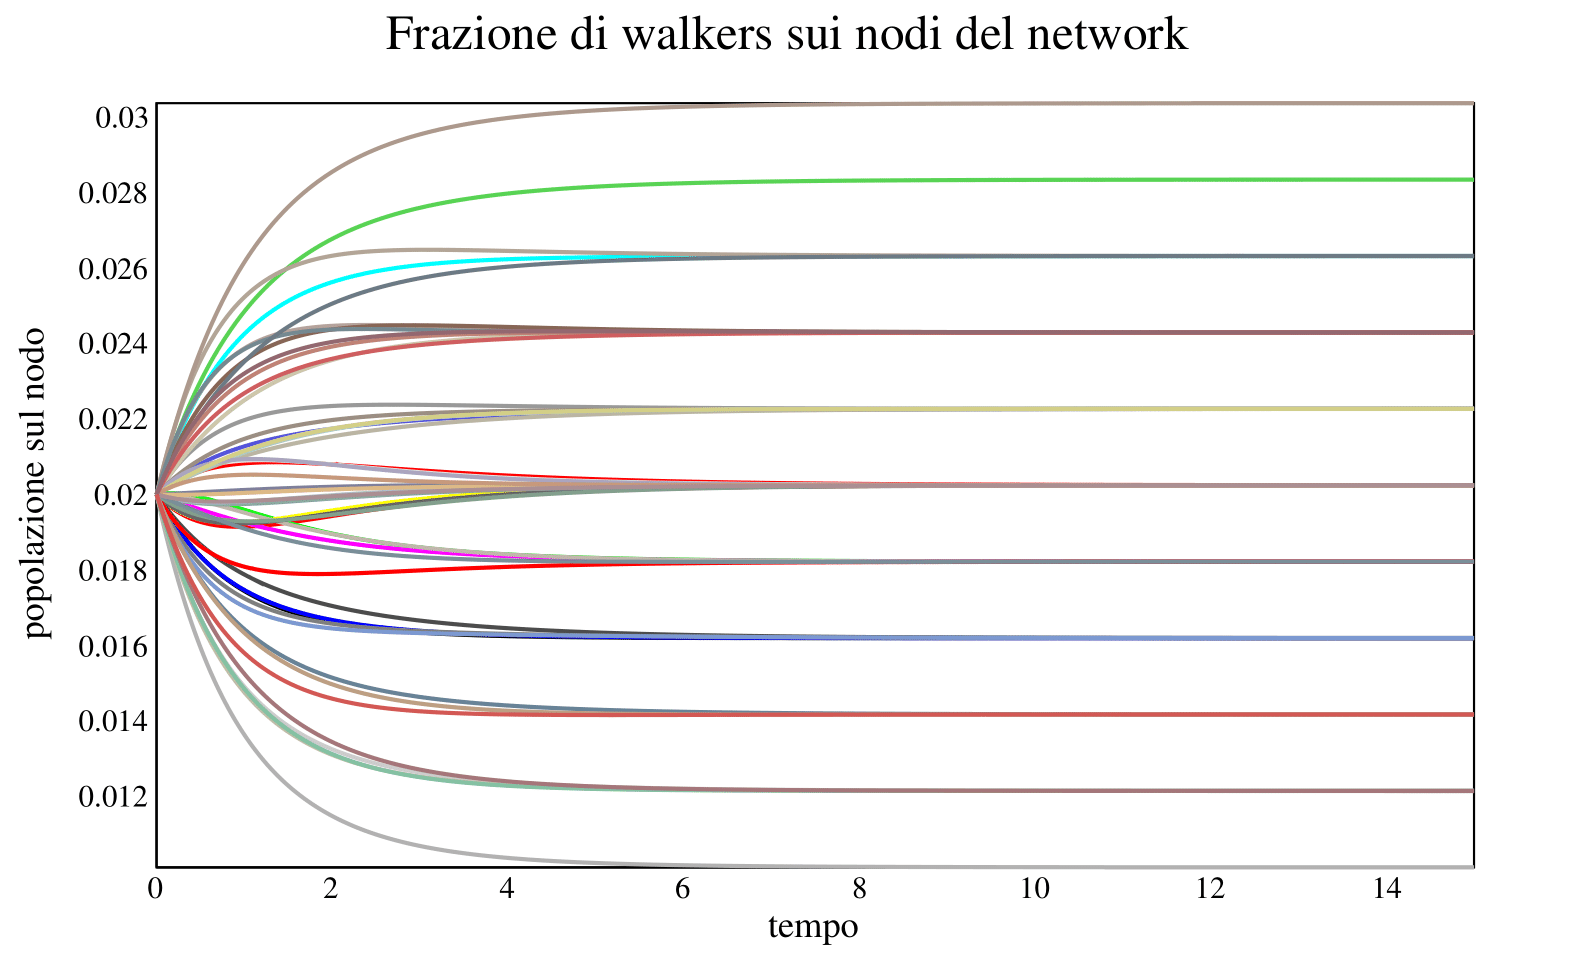 Frazione di walkers sui nodi del network
popolazione sul nodo
0.03
0.028
0.026
0.024
0.022
0.02
0.018
0.016
0.014
0.012
0 2 4 6 8 10 12 14
tempo